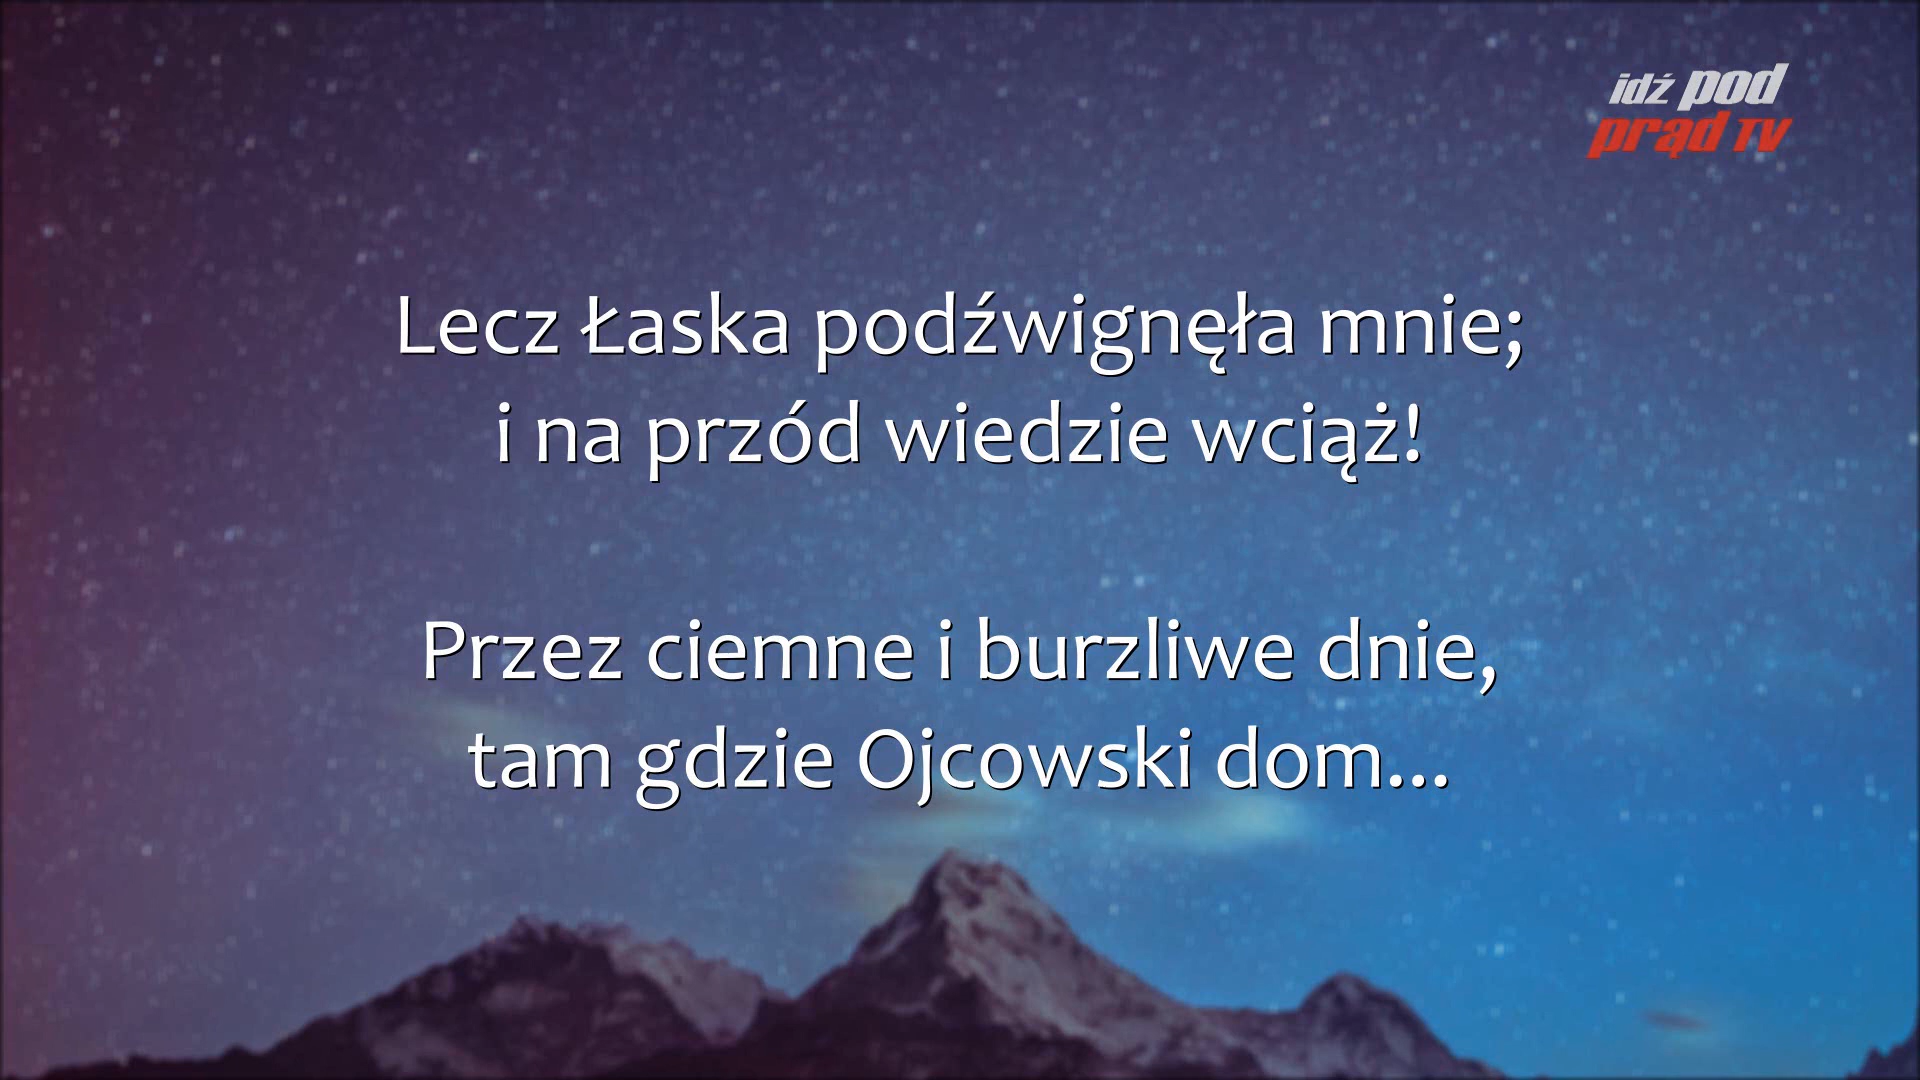 idź pod
prąd TV
Lecz Łaska podźwignęła mnie;
i na przód wiedzie wciąż!
Przez ciemne i burzliwe dnie,
tam gdzie Ojcowski dom...